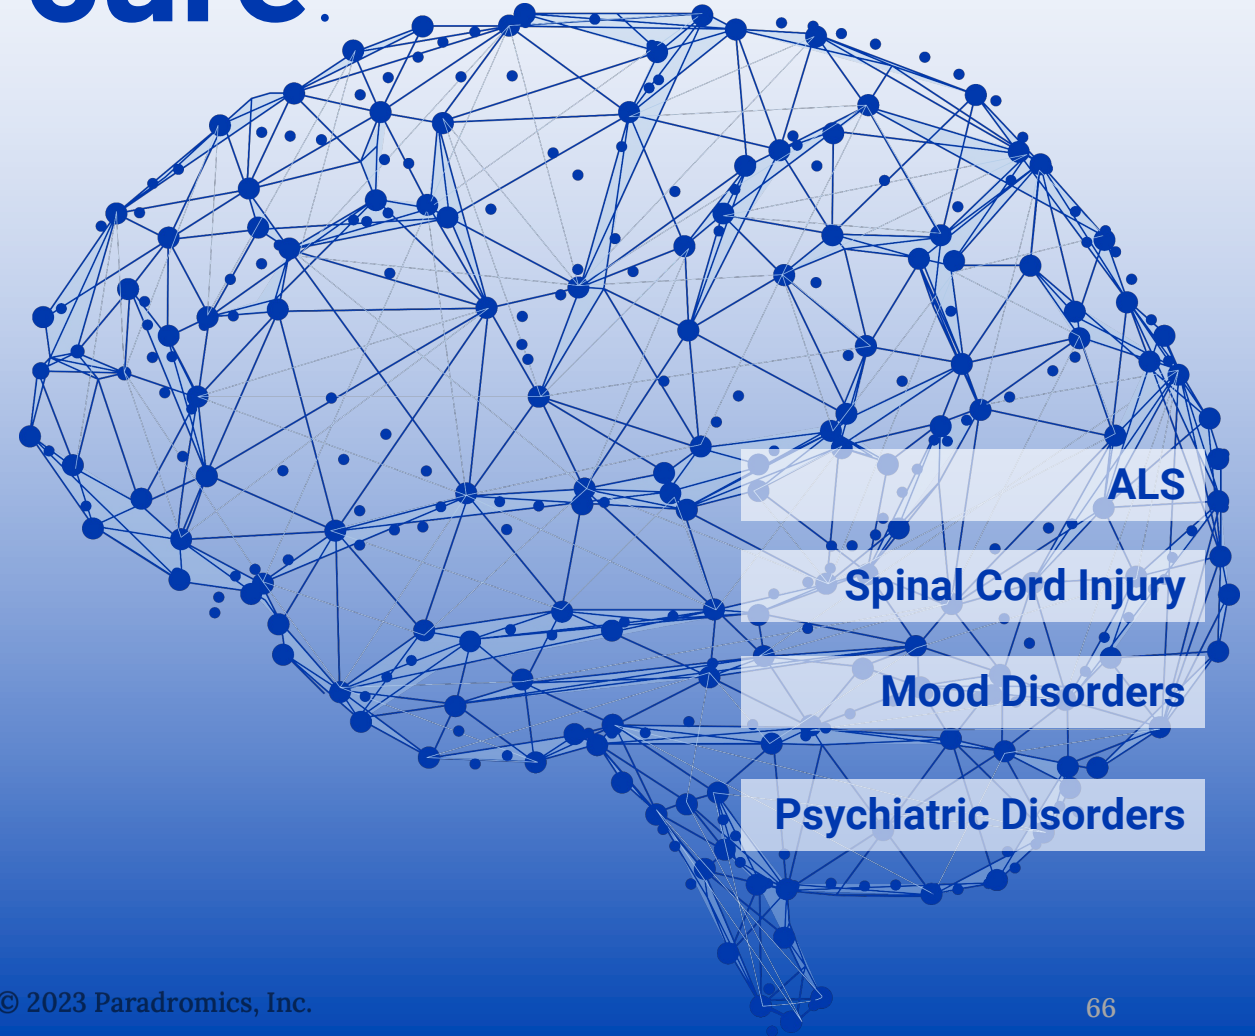 ALS
Spinal Cord Injury
Mood Disorders
Psychiatric Disorders
© 2023 Paradromics, Inc.
66